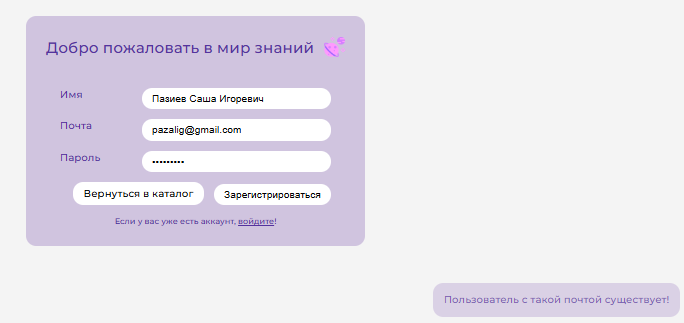 Добро пожаловать в мир знаний
Имя
Пазиев Саша Игоревич
Почта
pazalig@gmail.com
Пароль
•••••••••
Вернуться в каталог
Зарегистрироваться
Если у вас уже есть аккаунт, войдите!
Пользователь с такой почтой существует!